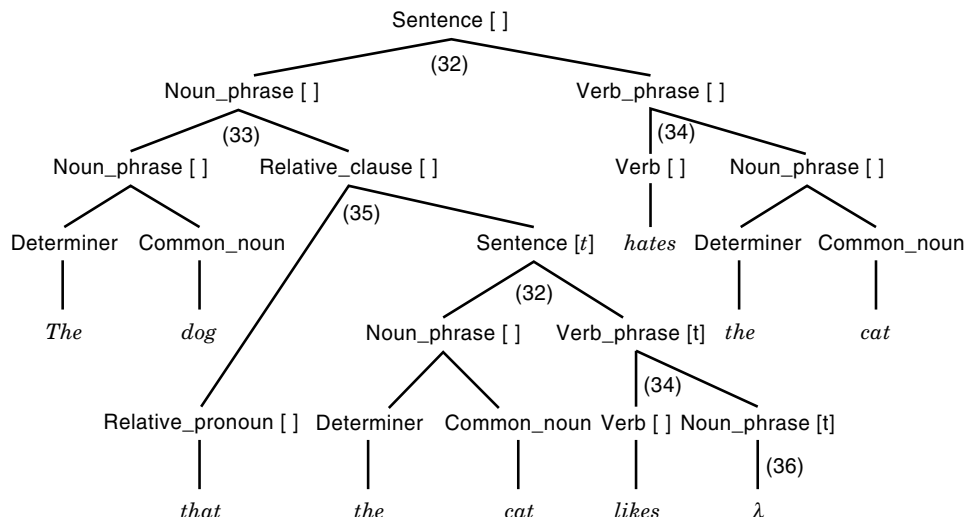 Sentence [ ]
(32)
Noun_phrase [ ] Verb_phrase [ ]
(33) (34)
Noun_phrase [ ] Relative_clause [ ] Verb [ ] Noun_phrase [ ]
(35)
Determiner Common_noun Sentence [t] hates Determiner Common_noun
(32)
The dog Noun_phrase [ ] Verb_phrase [t] the cat
(34)
Relative_pronoun [ ] Determiner Common_noun Verb [ ] Noun_phrase [t]
(36)
that the cat likes λ